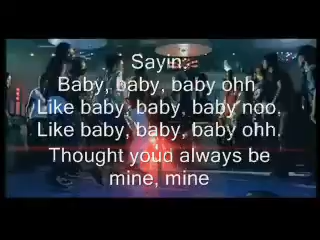 Sayin:
Baby, baby, baby ohh,
Like baby, baby, baby noo,
Like baby, baby, baby ohh.
Thought youd always be
mine, mine